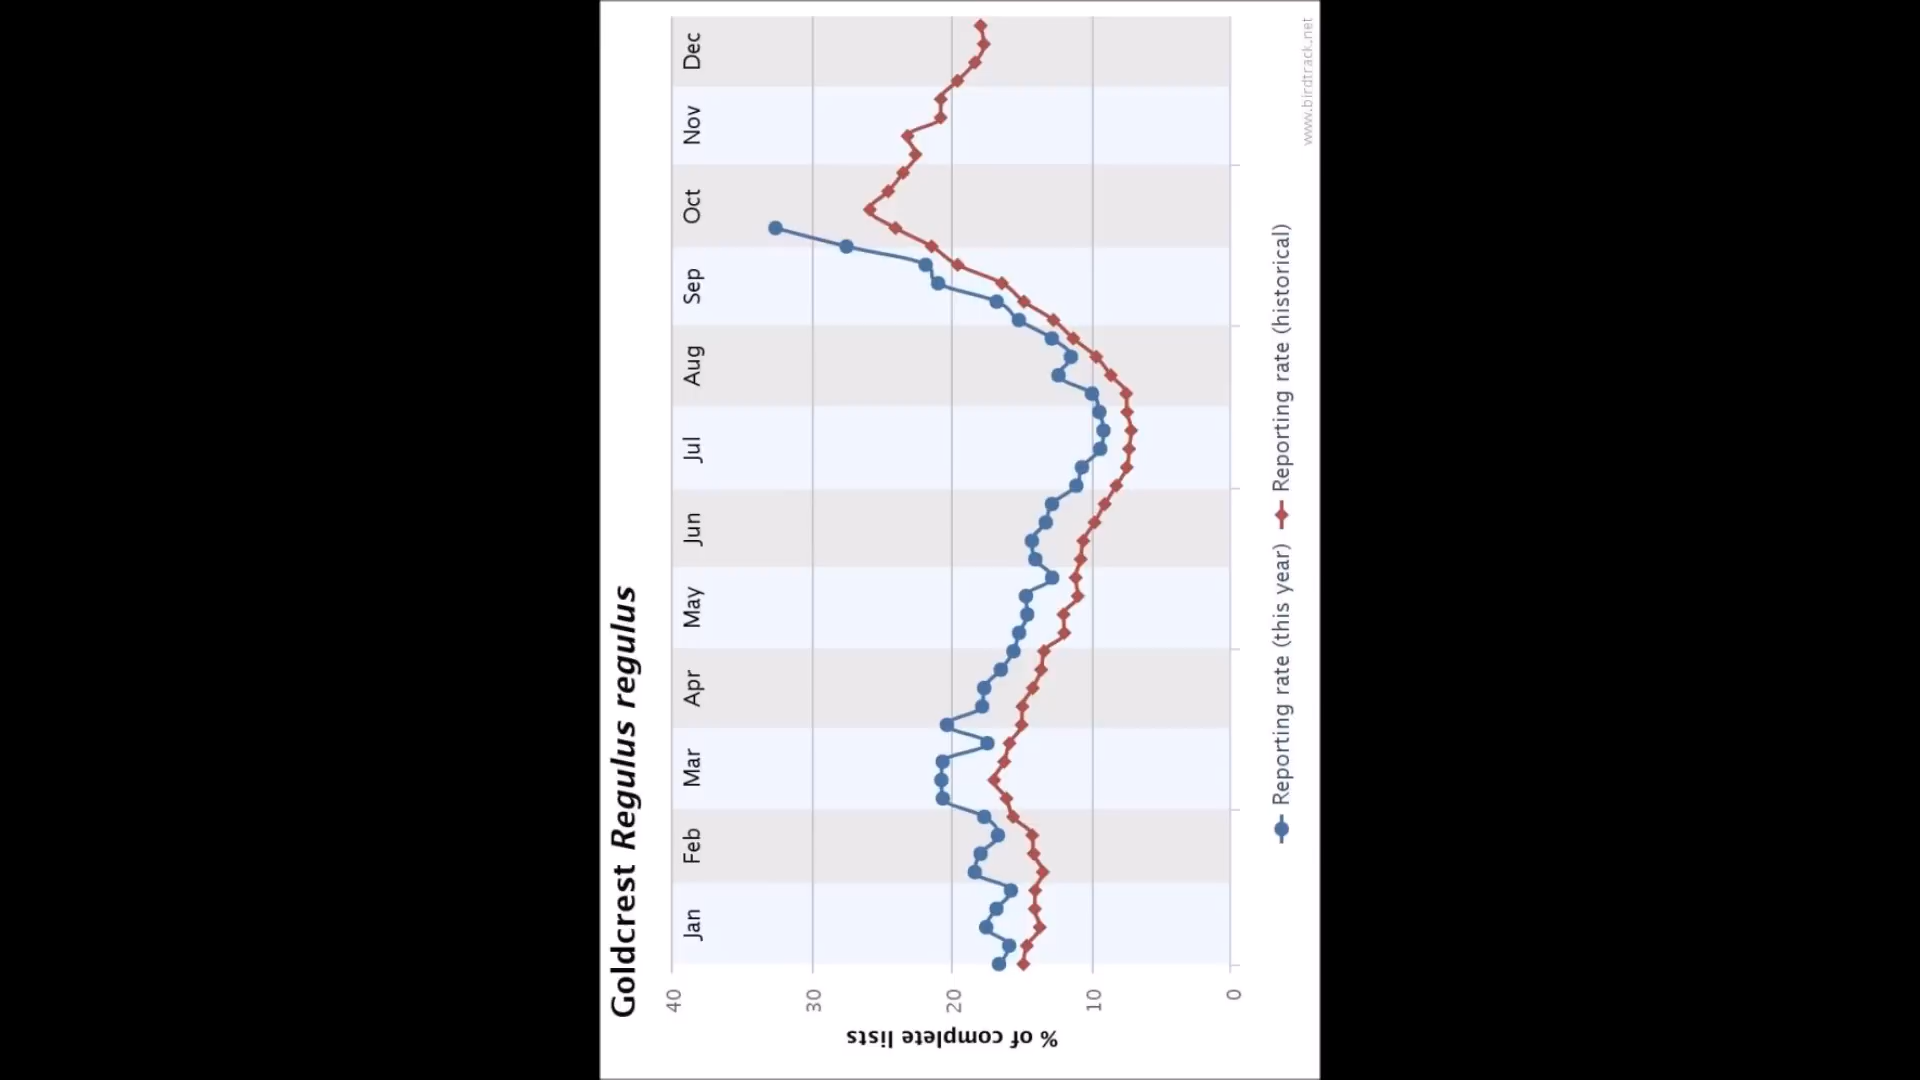 Goldcrest Regulus regulus
Jan Feb Mar Apr May Jun Jul Aug Sep Oct Nov Dec
40
30
20
10
0
% of complete lists
Reporting rate (this year) Reporting rate (historical)
www.birdtrack.net